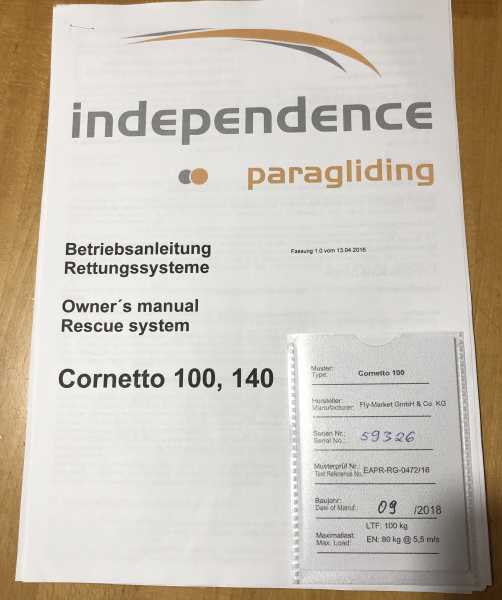 independence
paragliding
Betriebsanleitung
Rettungssysteme
Fassung 1.0 vom 13.04.2016
Owner´s manual
Rescue system
Cornetto 100, 140
Muster:
Type:
Cornetto 100
Hersteller
Manufacturer:
Fly-Market GmbH & Co. KG
Serien Nr.:
Serial No.:
59326
Musterprüf Nr.:
Test Reference No.
EAPR-RG-0472/16
Baujahr:
Date of Manuf.:
09 /2018
LTF: 100 kg
Maximallast:
Max. Load:
EN: 80 kg @ 5,5 m/s